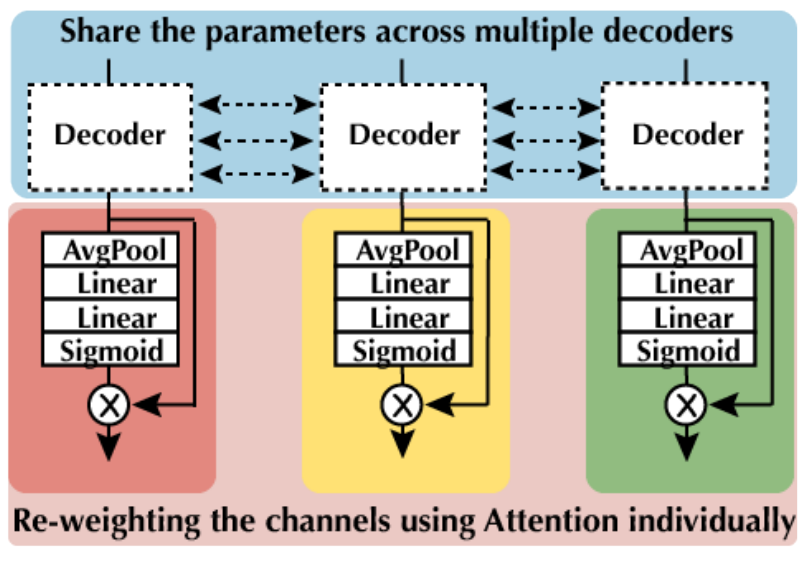 Share the parameters across multiple decoders
Decoder Decoder Decoder
AvgPool AvgPool AvgPool
Linear Linear Linear
Linear Linear Linear
Sigmoid Sigmoid Sigmoid
X X X
Re-weighting the channels using Attention individually